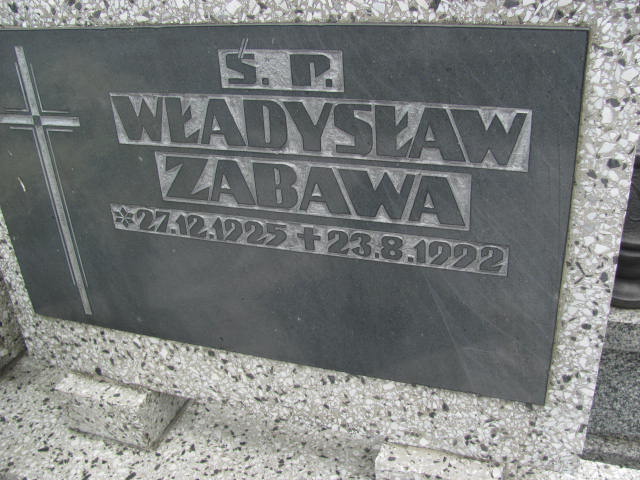 Ś. P.
WŁADYSŁAW
ZABAWA
* 27.12.1925 ✝ 23.8.1992